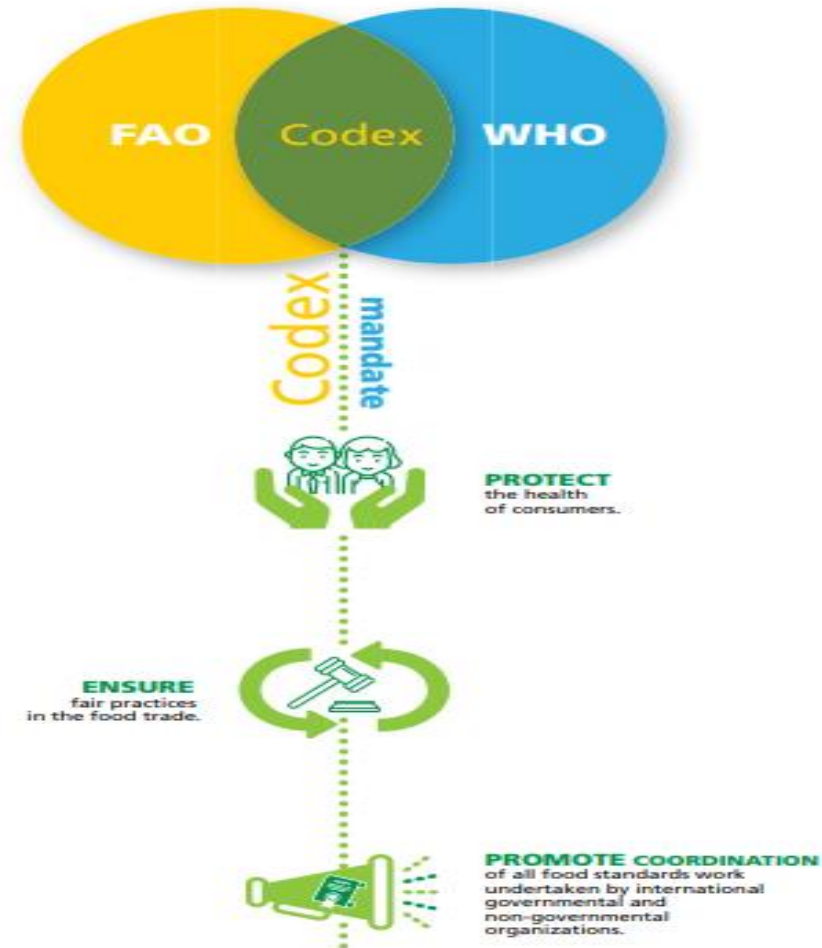 FAO Codex WHO
Codex
mandate
PROTECT
the health
of consumers.
ENSURE
fair practices
in the food trade.
PROMOTE COORDINATION
of all food standards work
undertaken by international
governmental and
non-governmental
organizations.